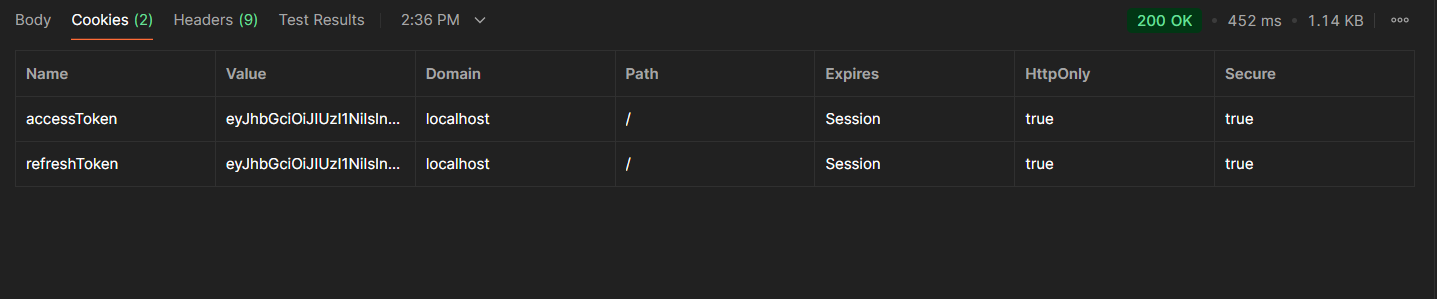 Body Cookies (2) Headers (9) Test Results 2:36 PM 200 OK 452 ms 1.14 KB
Name Value Domain Path Expires HttpOnly Secure
accessToken eyJhbGciOiJIUzI1NiIsIn... localhost / Session true true
refreshToken eyJhbGciOiJIUzI1NiIsIn... localhost / Session true true